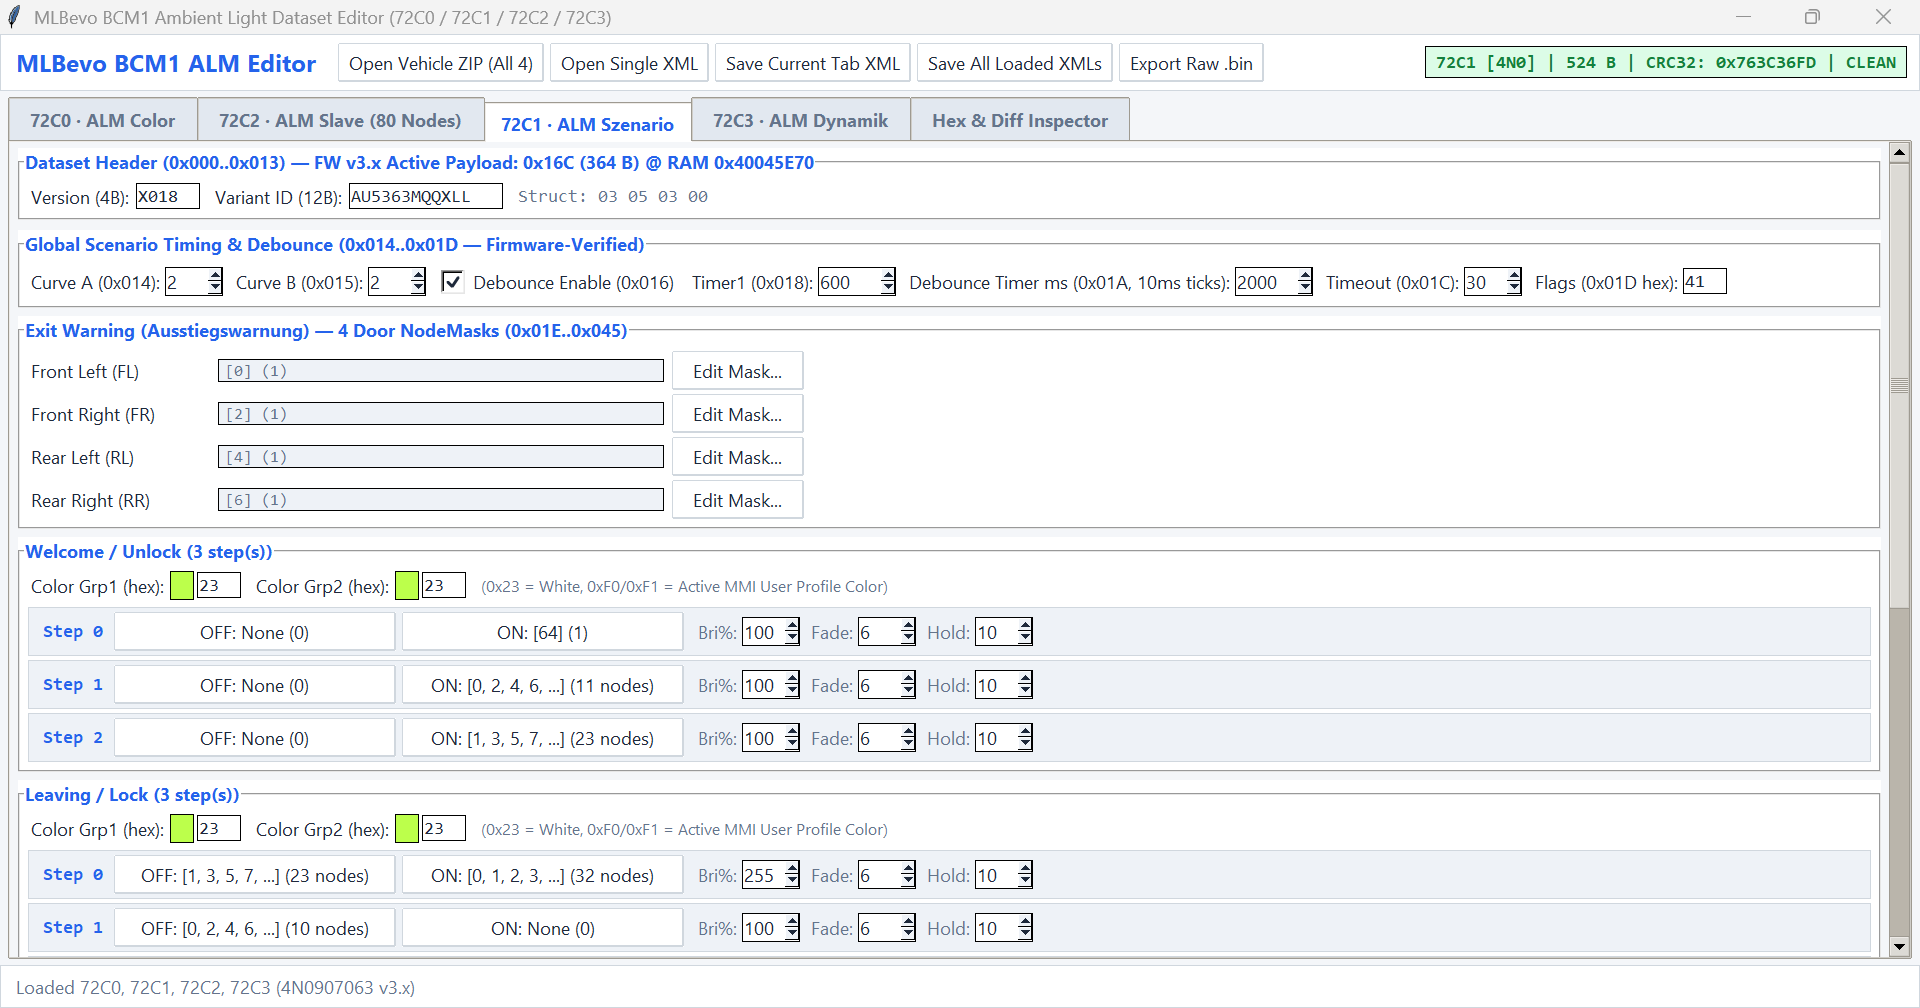 MLBevo BCM1 Ambient Light Dataset Editor (72C0 / 72C1 / 72C2 / 72C3)
MLBevo BCM1 ALM Editor Open Vehicle ZIP (All 4) Open Single XML Save Current Tab XML Save All Loaded XMLs Export Raw .bin 72C1 [4N0] | 524 B | CRC32: 0x763C36FD | CLEAN
72C0 · ALM Color 72C2 · ALM Slave (80 Nodes) 72C1 · ALM Szenario 72C3 · ALM Dynamik Hex & Diff Inspector
Dataset Header (0x000..0x013) — FW v3.x Active Payload: 0x16C (364 B) @ RAM 0x40045E70
Version (4B): X018 Variant ID (12B): AU5363MQQXLL Struct: 03 05 03 00
Global Scenario Timing & Debounce (0x014..0x01D — Firmware-Verified)
Curve A (0x014): 2 Curve B (0x015): 2 Debounce Enable (0x016) Timer1 (0x018): 600 Debounce Timer ms (0x01A, 10ms ticks): 2000 Timeout (0x01C): 30 Flags (0x01D hex): 41
Exit Warning (Ausstiegswarnung) — 4 Door NodeMasks (0x01E..0x045)
Front Left (FL) [0] (1) Edit Mask...
Front Right (FR) [2] (1) Edit Mask...
Rear Left (RL) [4] (1) Edit Mask...
Rear Right (RR) [6] (1) Edit Mask...
Welcome / Unlock (3 step(s))
Color Grp1 (hex): 23 Color Grp2 (hex): 23 (0x23 = White, 0xF0/0xF1 = Active MMI User Profile Color)
Step 0 OFF: None (0) ON: [64] (1) Bri%: 100 Fade: 6 Hold: 10
Step 1 OFF: None (0) ON: [0, 2, 4, 6, ...] (11 nodes) Bri%: 100 Fade: 6 Hold: 10
Step 2 OFF: None (0) ON: [1, 3, 5, 7, ...] (23 nodes) Bri%: 100 Fade: 6 Hold: 10
Leaving / Lock (3 step(s))
Color Grp1 (hex): 23 Color Grp2 (hex): 23 (0x23 = White, 0xF0/0xF1 = Active MMI User Profile Color)
Step 0 OFF: [1, 3, 5, 7, ...] (23 nodes) ON: [0, 1, 2, 3, ...] (32 nodes) Bri%: 255 Fade: 6 Hold: 10
Step 1 OFF: [0, 2, 4, 6, ...] (10 nodes) ON: None (0) Bri%: 100 Fade: 6 Hold: 10
Loaded 72C0, 72C1, 72C2, 72C3 (4N0907063 v3.x)